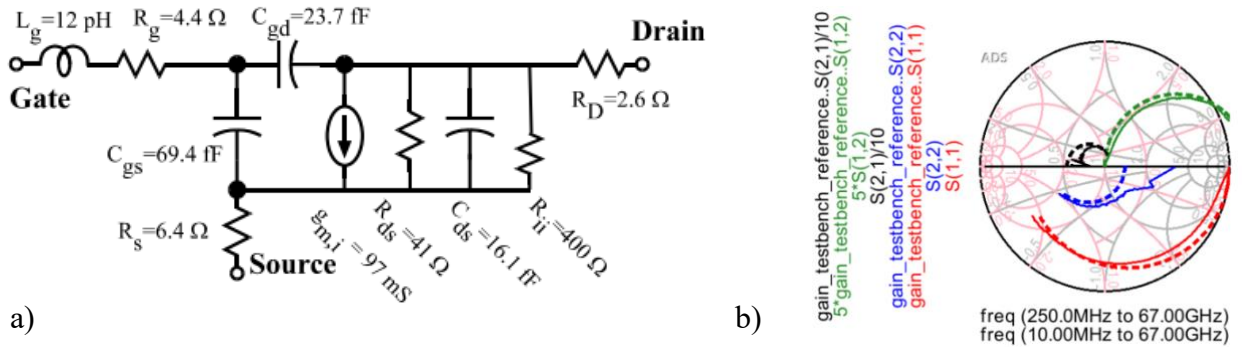 L_g=12 pH
R_g=4.4 Ω
C_gd=23.7 fF
Drain
Gate
R_D=2.6 Ω
C_gs=69.4 fF
R_s=6.4 Ω
Source
g_m,i = 97 mS
R_ds=41 Ω
C_ds=16.1 fF
R_ii=400 Ω
a)
b)
gain_testbench_reference..S(2,1)/10
5*gain_testbench_reference..S(1,2)
5*S(1,2)
S(2,1)/10
gain_testbench_reference..S(2,2)
gain_testbench_reference..S(1,1)
S(2,2)
S(1,1)
ADS
freq (250.0MHz to 67.00GHz)
freq (10.00MHz to 67.00GHz)